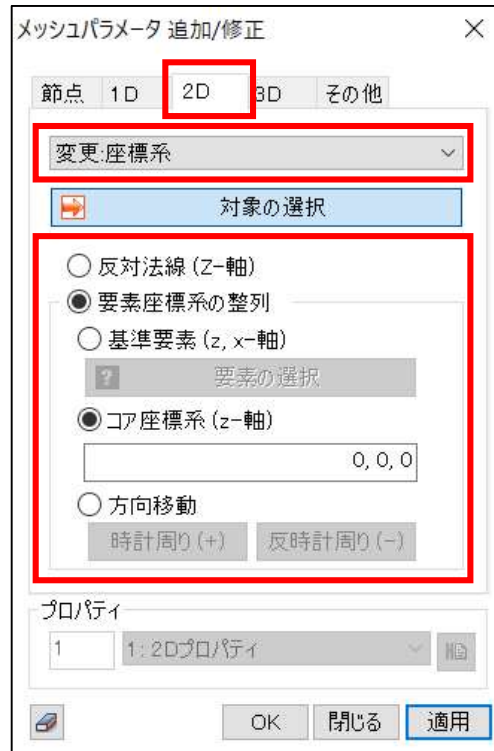 メッシュパラメータ 追加/修正
節点 1D 2D 3D その他
変更:座標系
対象の選択
反対法線 (Z-軸)
要素座標系の整列
基準要素 (z, x-軸)
? 要素の選択
コア座標系 (z-軸)
0, 0, 0
方向移動
時計周り(+) 反時計周り(-)
プロパティ
1 1: 2Dプロパティ
OK 閉じる 適用